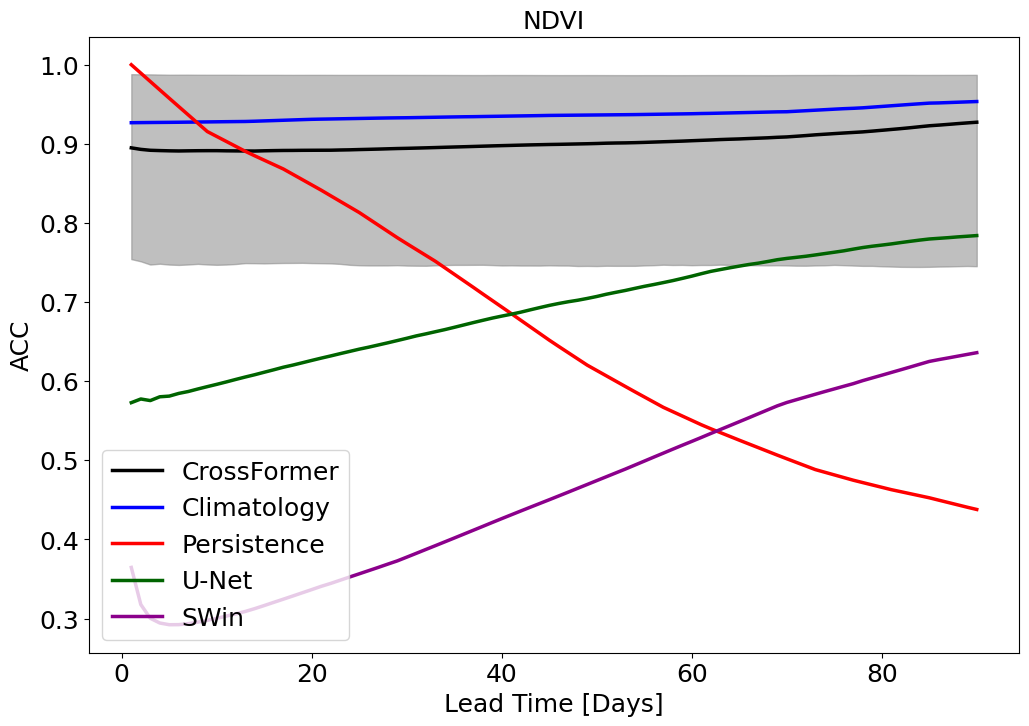 NDVI
1.0
0.9
0.8
0.7
0.6
0.5
0.4
0.3
ACC
CrossFormer
Climatology
Persistence
U-Net
SWin
0 20 40 60 80
Lead Time [Days]